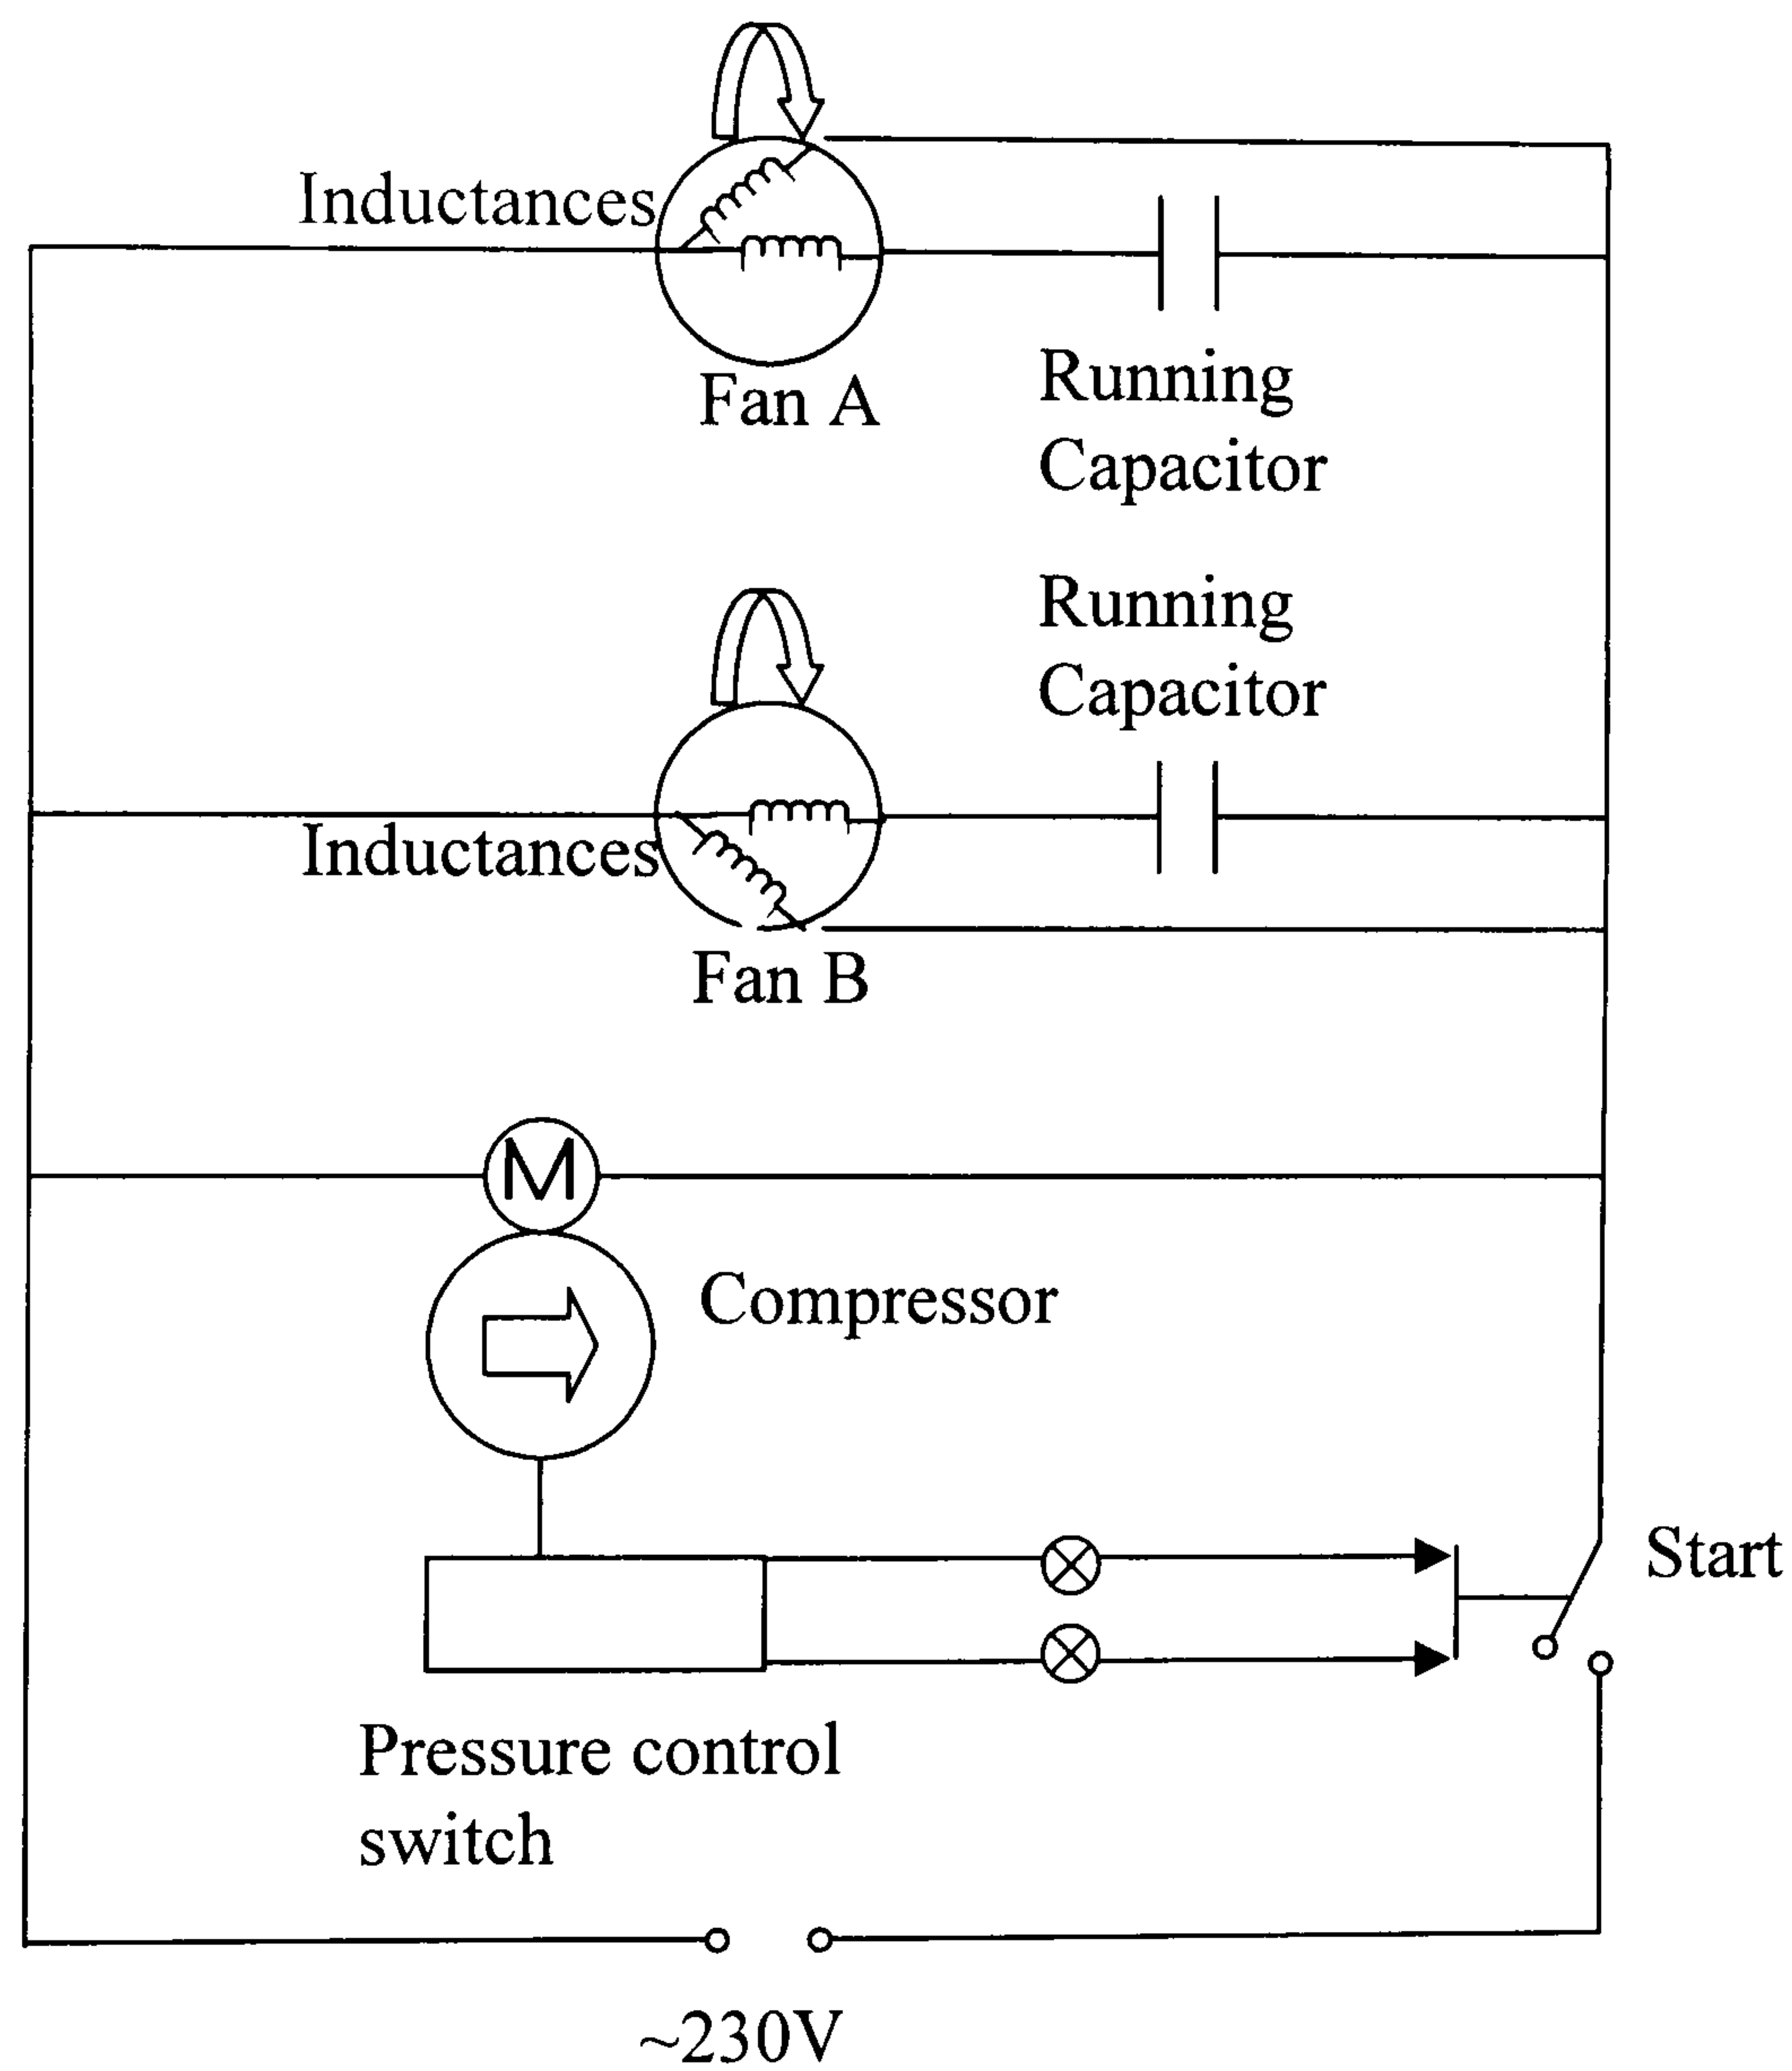 Inductances
Fan A
Running
Capacitor
Running
Capacitor
Inductances
Fan B
M
Compressor
Start
Pressure control
switch
~230V